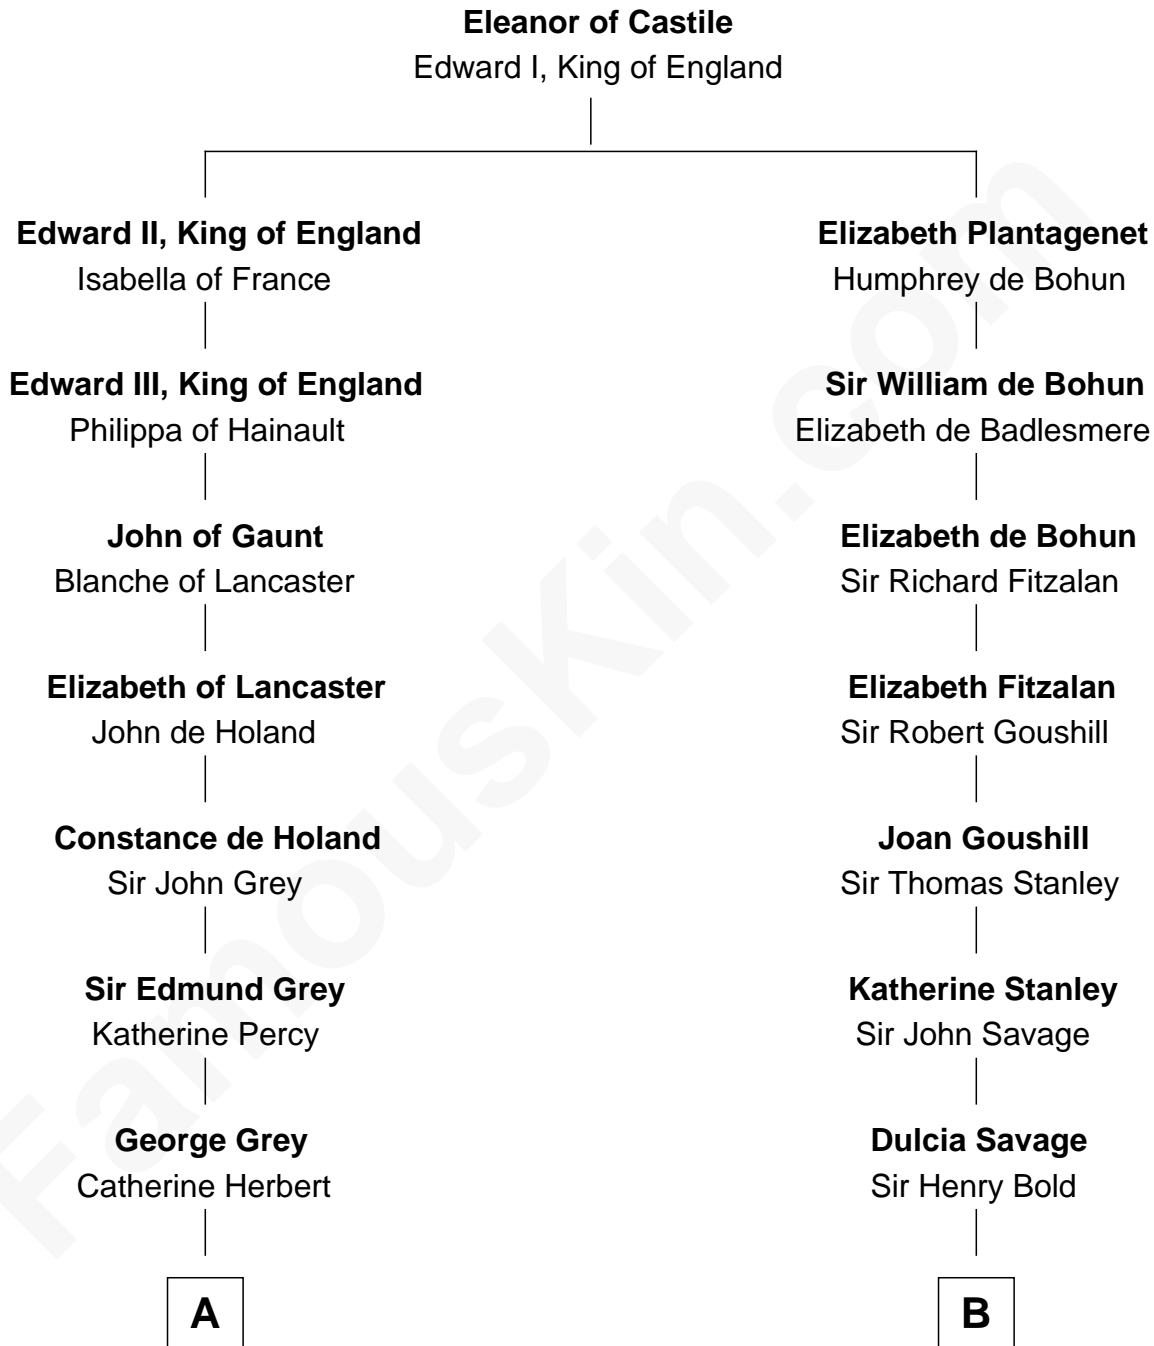 Eleanor of Castile
Edward I, King of England
Edward II, King of England
Isabella of France
Elizabeth Plantagenet
Humphrey de Bohun
Edward III, King of England
Philippa of Hainault
Sir William de Bohun
Elizabeth de Badlesmere
John of Gaunt
Blanche of Lancaster
Elizabeth de Bohun
Sir Richard Fitzalan
Elizabeth of Lancaster
John de Holand
Elizabeth Fitzalan
Sir Robert Goushill
Constance de Holand
Sir John Grey
Joan Goushill
Sir Thomas Stanley
Sir Edmund Grey
Katherine Percy
Katherine Stanley
Sir John Savage
George Grey
Catherine Herbert
Dulcia Savage
Sir Henry Bold
A
B
FamousKin.com